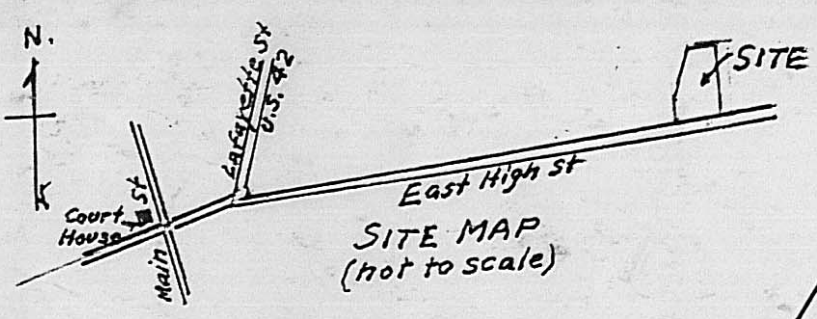 N.
Lafayette St
U.S. 42
SITE
East High St
Court
House
Main St
SITE MAP
(not to scale)